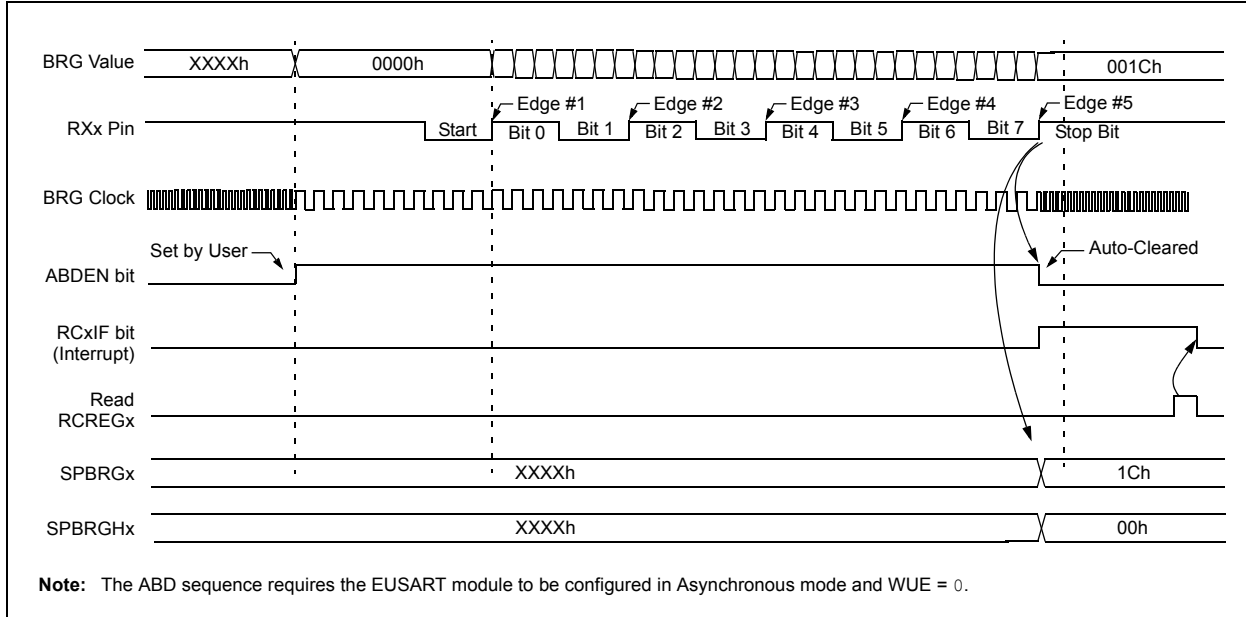 BRG Value XXXXh 0000h 001Ch
Edge #1 Edge #2 Edge #3 Edge #4 Edge #5
RXx Pin Start Bit 0 Bit 1 Bit 2 Bit 3 Bit 4 Bit 5 Bit 6 Bit 7 Stop Bit
BRG Clock
Set by User Auto-Cleared
ABDEN bit
RCxIF bit
(Interrupt)
Read
RCREGx
SPBRGx XXXXh 1Ch
SPBRGHx XXXXh 00h
Note: The ABD sequence requires the EUSART module to be configured in Asynchronous mode and WUE = 0.